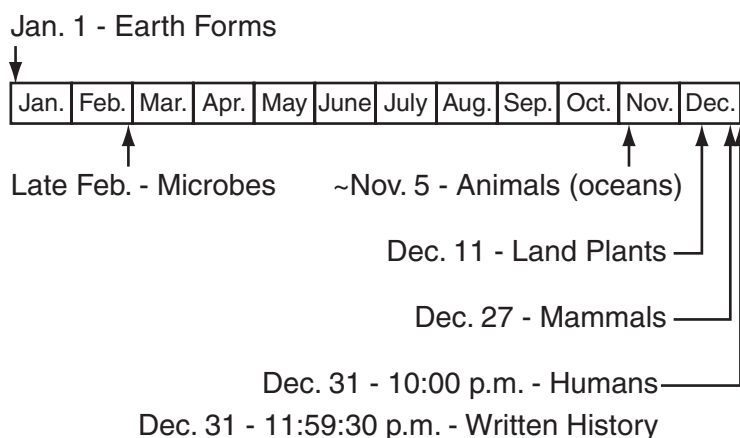 Jan. 1 - Earth Forms
Jan. Feb. Mar. Apr. May June July Aug. Sep. Oct. Nov. Dec.
Late Feb. - Microbes ~Nov. 5 - Animals (oceans)
Dec. 11 - Land Plants
Dec. 27 - Mammals
Dec. 31 - 10:00 p.m. - Humans
Dec. 31 - 11:59:30 p.m. - Written History